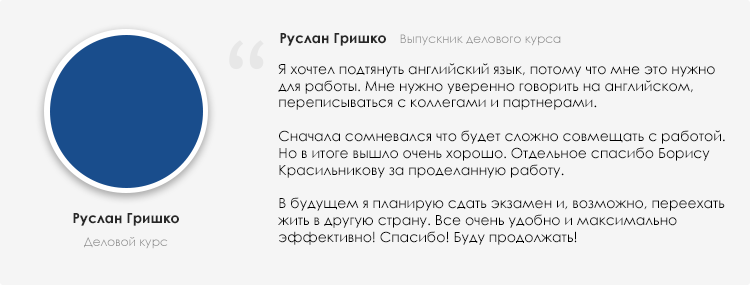 Руслан Гришко Выпускник делового курса
Я хотел подтянуть английский язык, потому что мне это нужно
для работы. Мне нужно уверенно говорить на английском,
переписываться с коллегами и партнерами.
Сначала сомневался что будет сложно совмещать с работой.
Но в итоге вышло очень хорошо. Отдельное спасибо Борису
Красильникову за проделанную работу.
В будущем я планирую сдать экзамен и, возможно, переехать
жить в другую страну. Все очень удобно и максимально
эффективно! Спасибо! Буду продолжать!
Руслан Гришко
Деловой курс